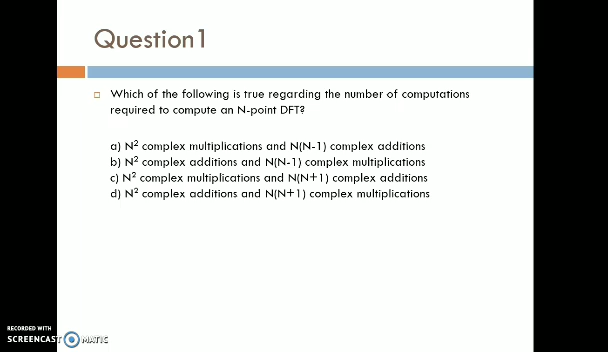 Question1
Which of the following is true regarding the number of computations
required to compute an N-point DFT?
a) N² complex multiplications and N(N-1) complex additions
b) N² complex additions and N(N-1) complex multiplications
c) N² complex multiplications and N(N+1) complex additions
d) N² complex additions and N(N+1) complex multiplications
RECORDED WITH
SCREENCAST MATIC